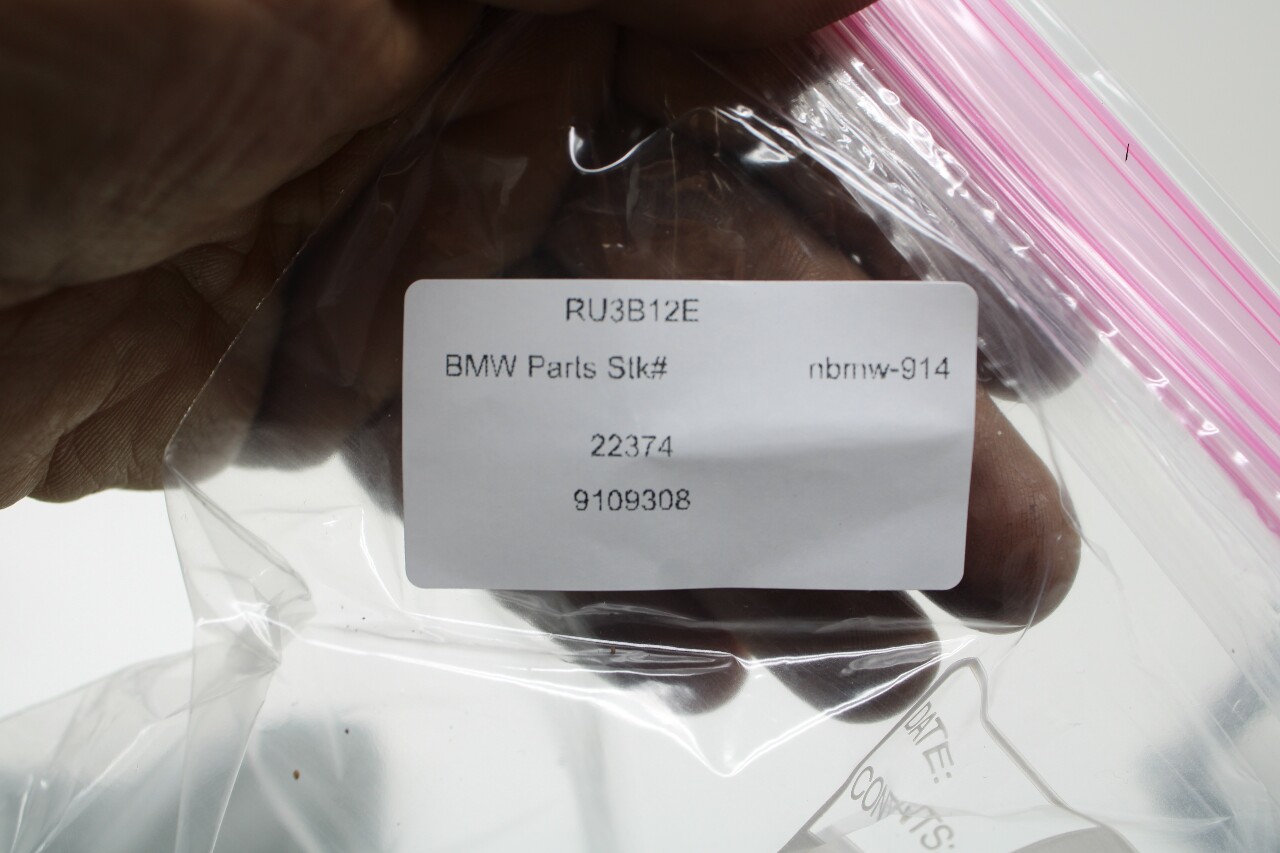 RU3B12E
BMW Parts Stk# nbmw-914
22374
9109308
DATE:
CONTENTS: